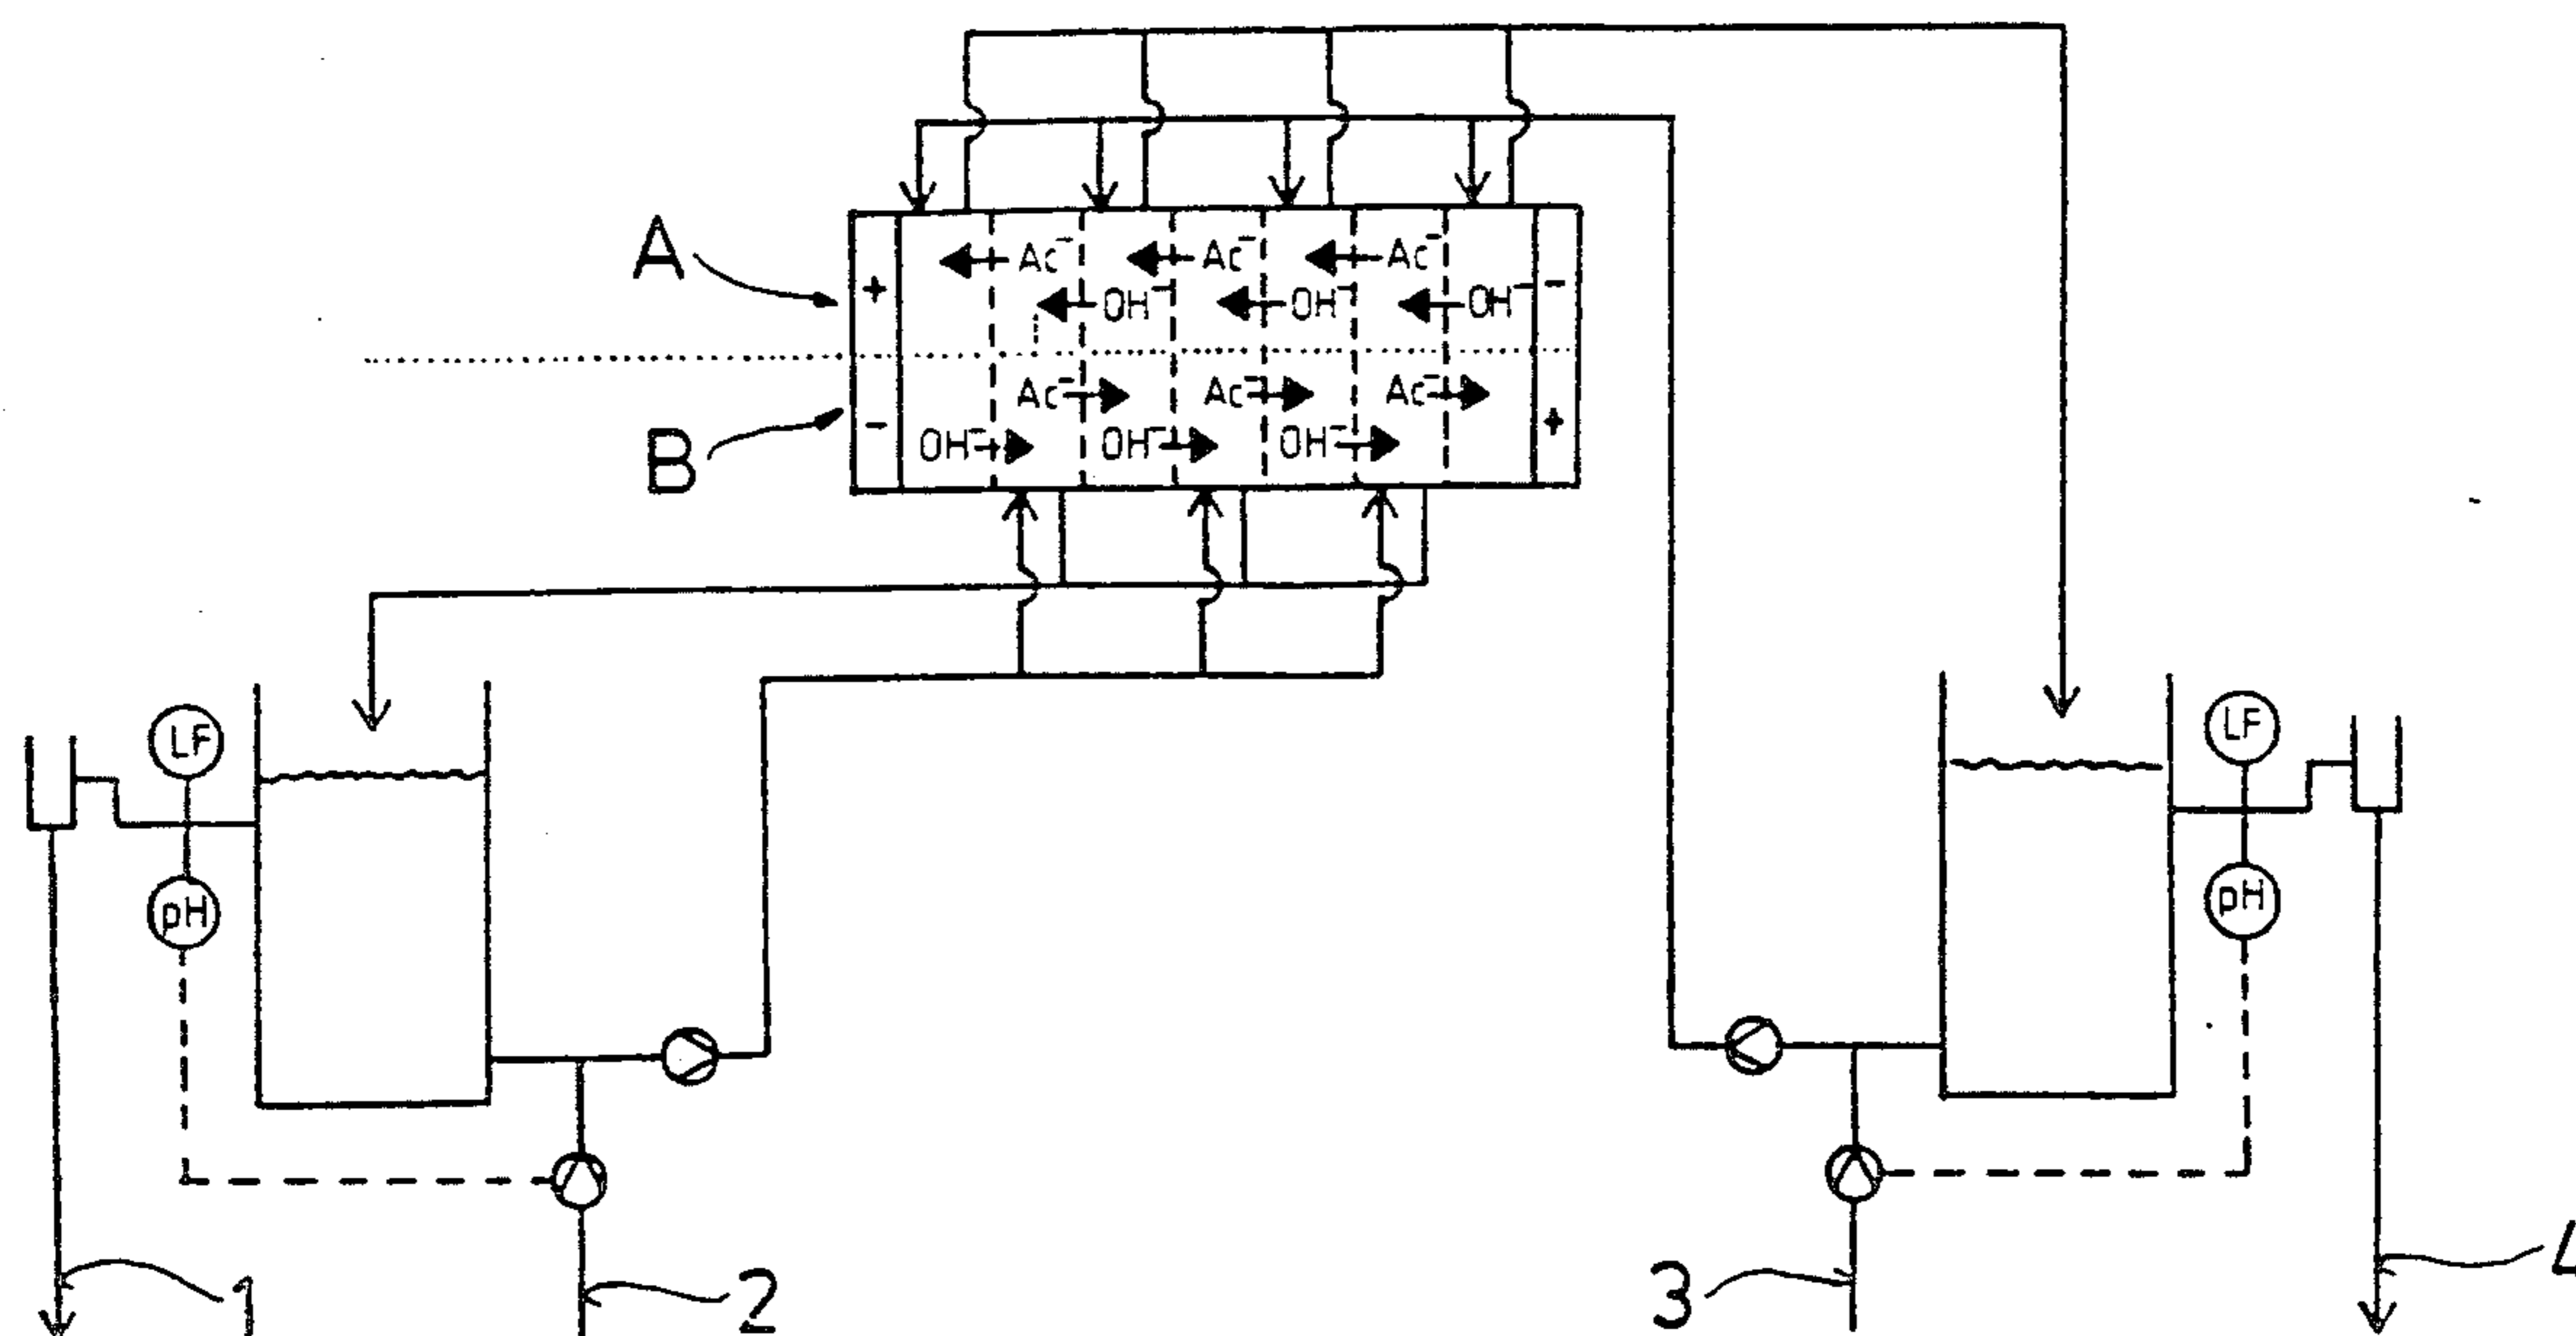 A
+ Ac⁻ Ac⁻ Ac⁻ -
OH⁻ OH⁻ OH⁻
Ac⁻ Ac⁻ Ac⁻
- OH⁻ OH⁻ OH⁻ +
B
LF LF
pH pH
1 2 3 4